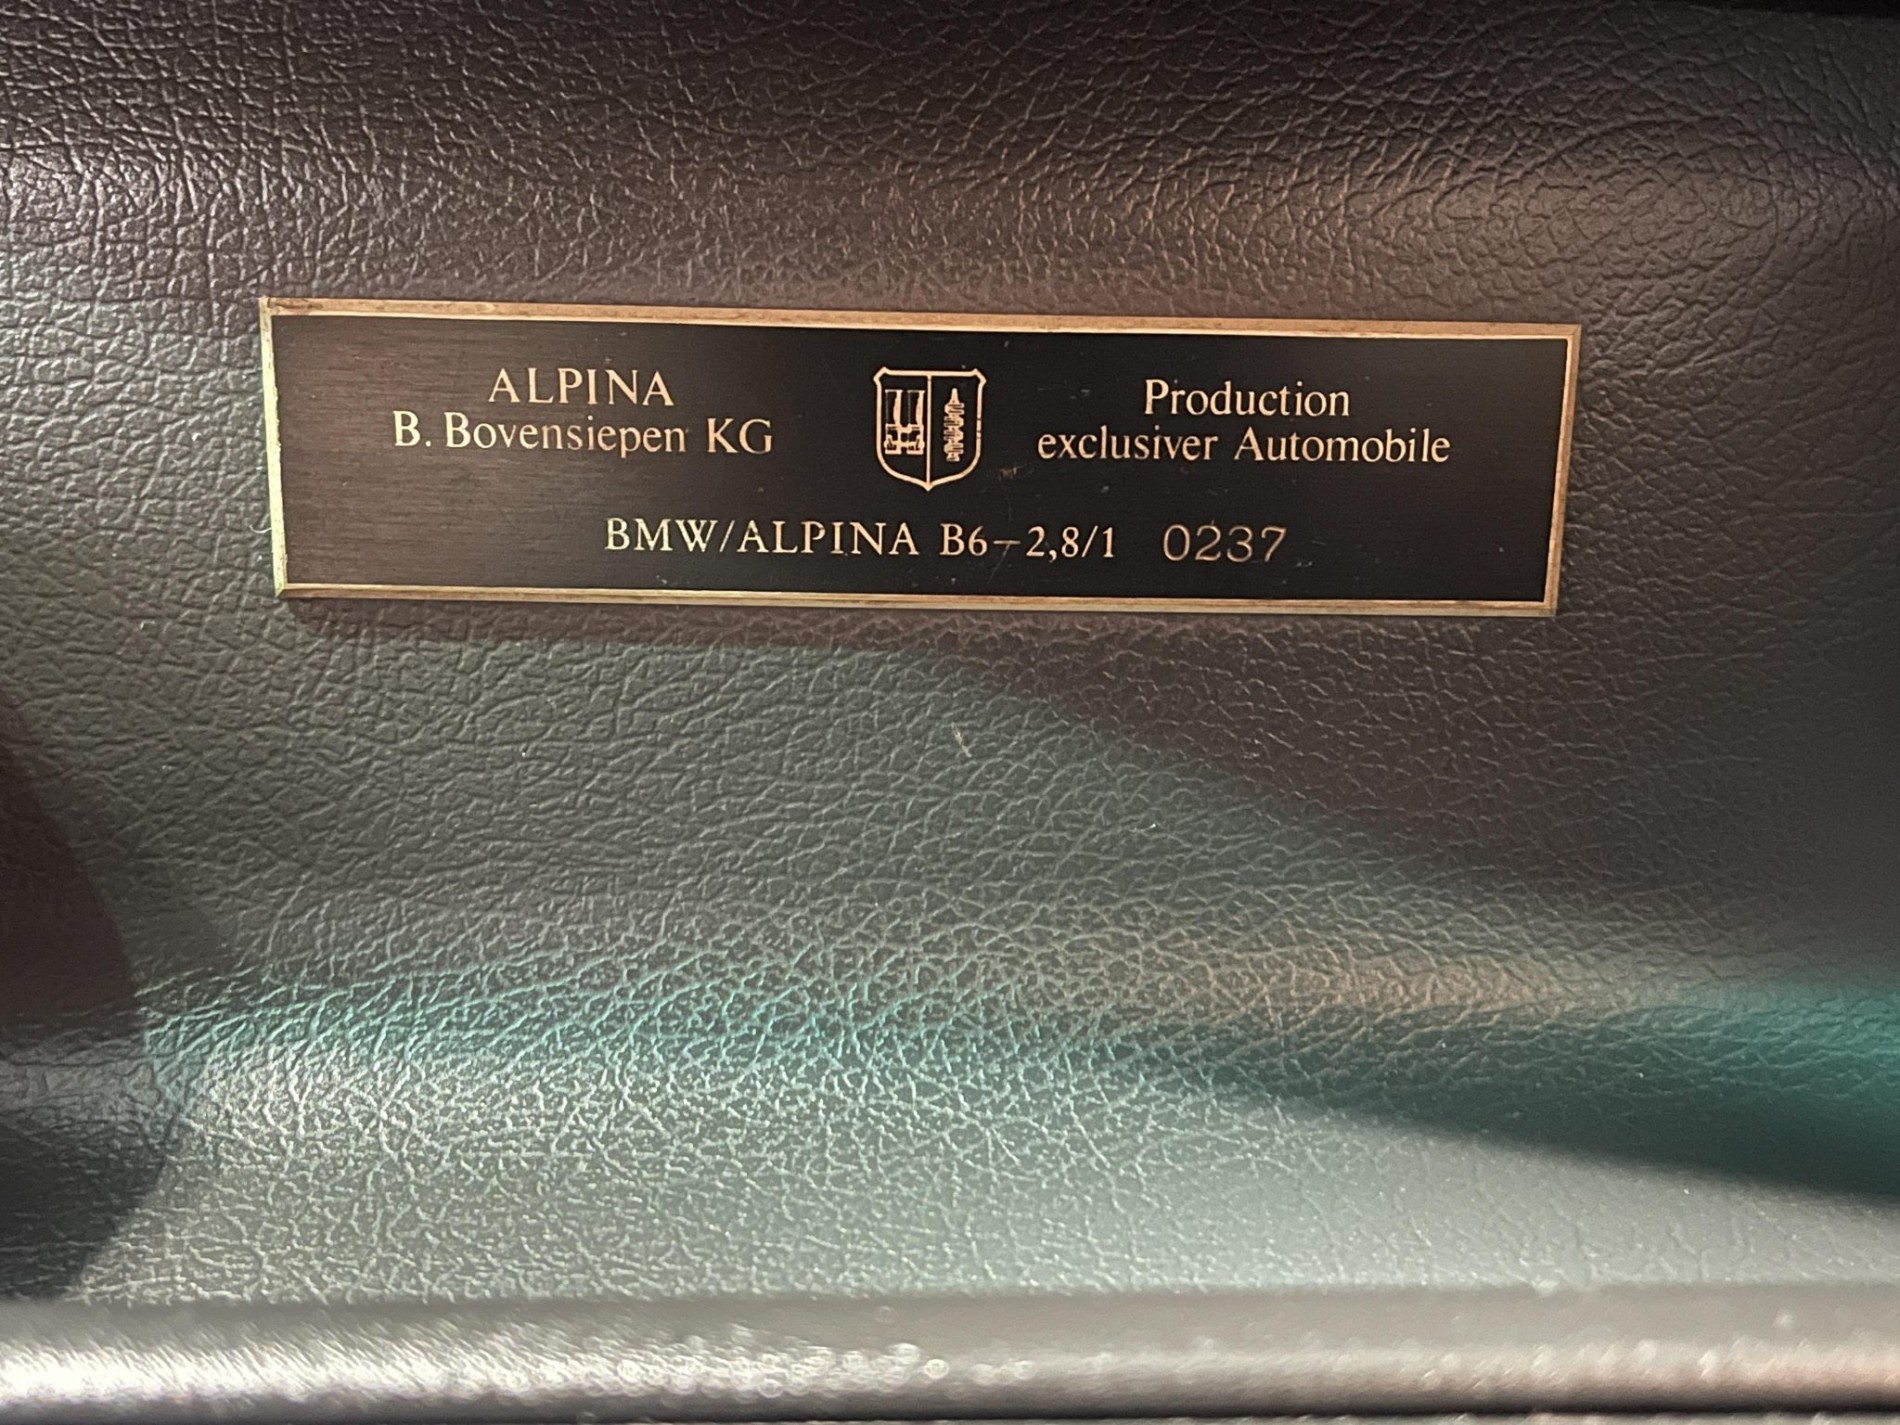 ALPINA
B. Bovensiepen KG
Production
exclusiver Automobile
BMW/ALPINA B6–2,8/1 0237